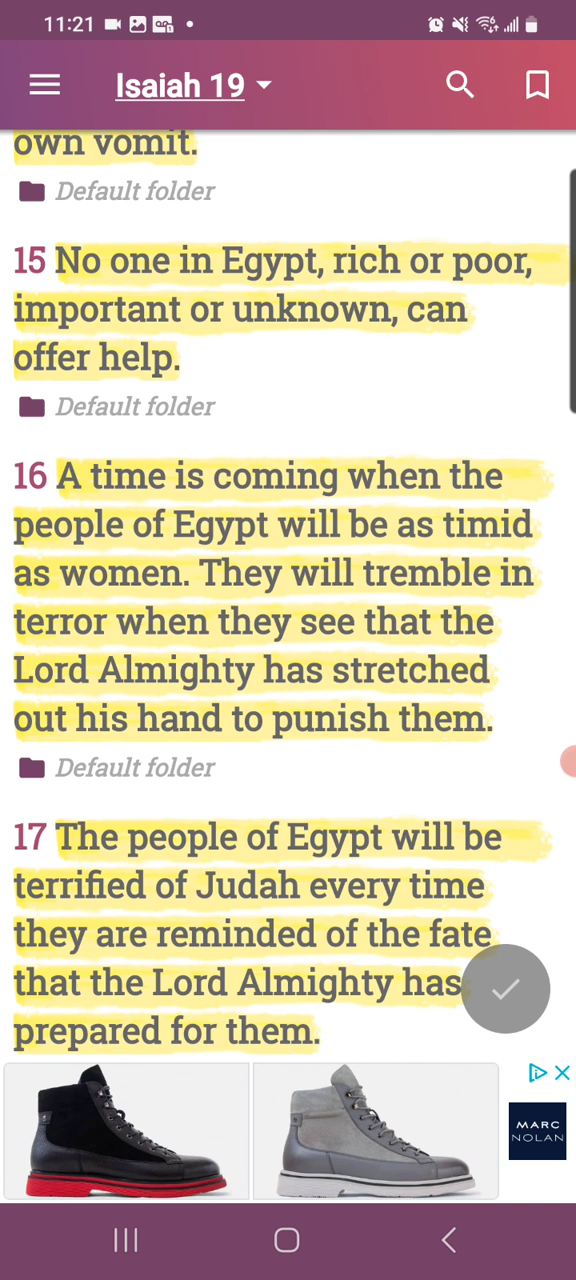 11:21
Isaiah 19
own vomit.
Default folder
15 No one in Egypt, rich or poor,
important or unknown, can
offer help.
Default folder
16 A time is coming when the
people of Egypt will be as timid
as women. They will tremble in
terror when they see that the
Lord Almighty has stretched
out his hand to punish them.
Default folder
17 The people of Egypt will be
terrified of Judah every time
they are reminded of the fate
that the Lord Almighty has
prepared for them.
MARC
NOLAN